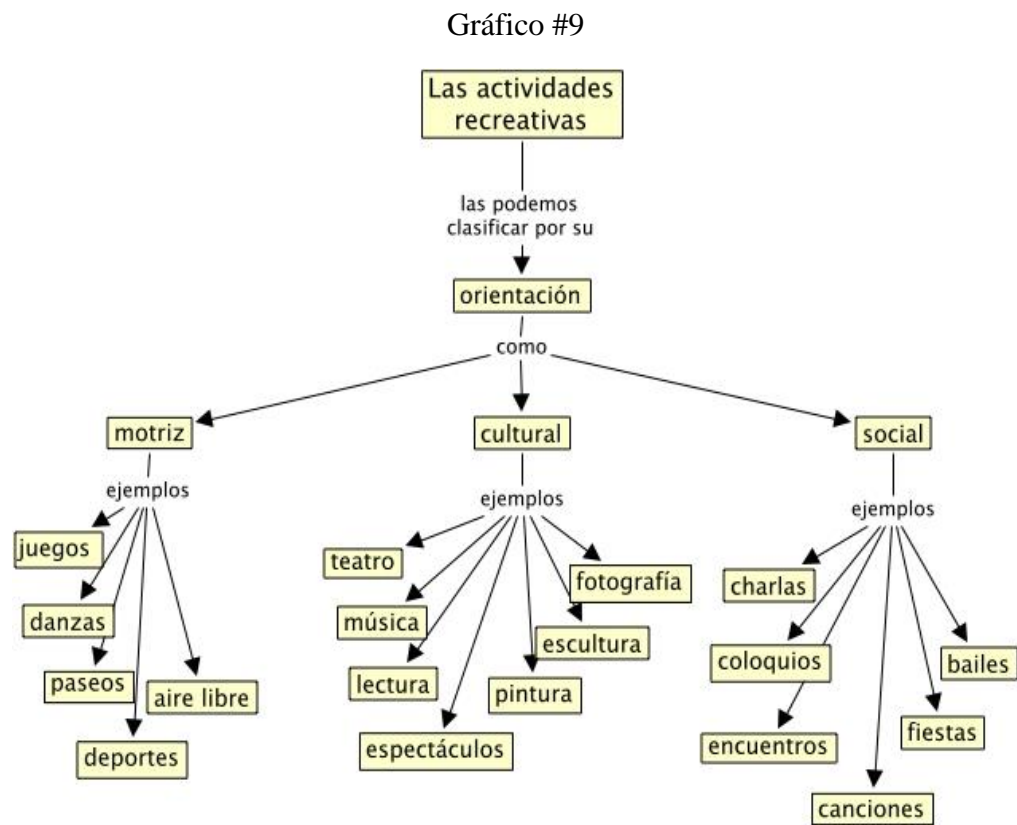 Gráfico #9
Las actividades
recreativas
las podemos
clasificar por su
orientación
como
motriz
ejemplos
juegos
danzas
paseos
aire libre
deportes
cultural
ejemplos
teatro
música
lectura
espectáculos
pintura
escultura
fotografía
social
ejemplos
charlas
coloquios
encuentros
canciones
fiestas
bailes